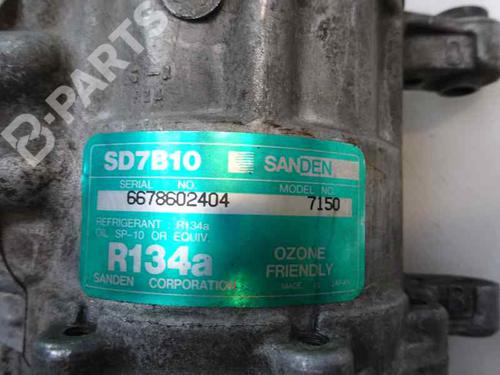 B-PARTS
SD7B10 SANDEN
SERIAL NO. MODEL NO.
6678602404 7150
REFRIGERANT R134a
OIL SP-10 OR EQUIV.
R134a OZONE FRIENDLY
SANDEN CORPORATION MADE IN JAPAN